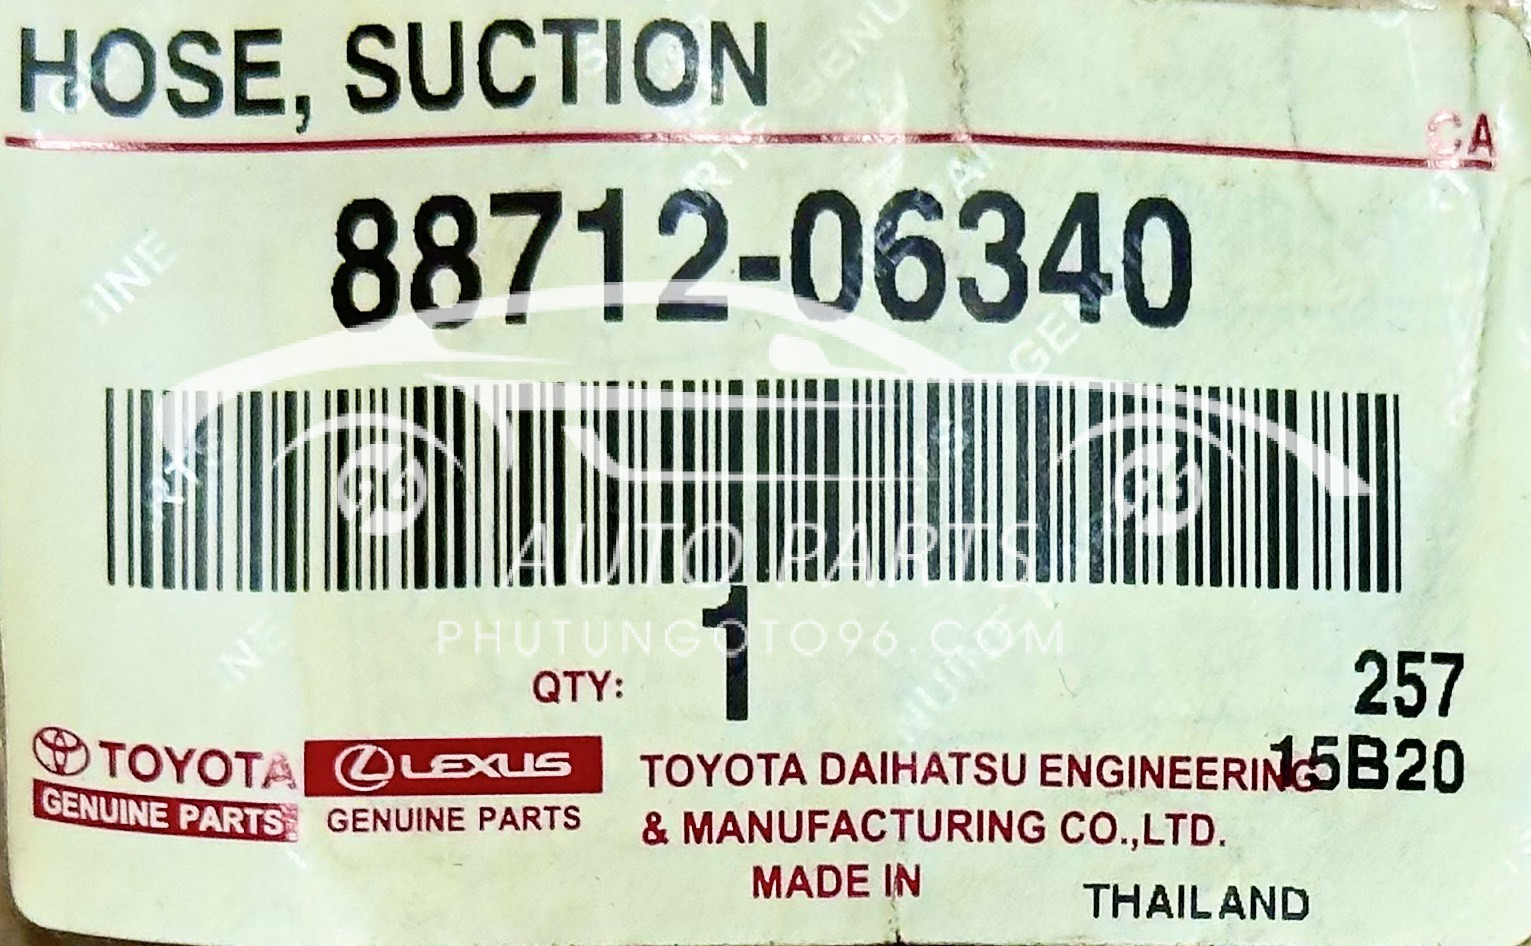 HOSE, SUCTION
CA
88712-06340
AUTO PARTS
PHUTUNGOTO96.COM
QTY: 1
257
15B20
TOYOTA
GENUINE PARTS
LEXUS
GENUINE PARTS
TOYOTA DAIHATSU ENGINEERING
& MANUFACTURING CO.,LTD.
MADE IN
THAILAND